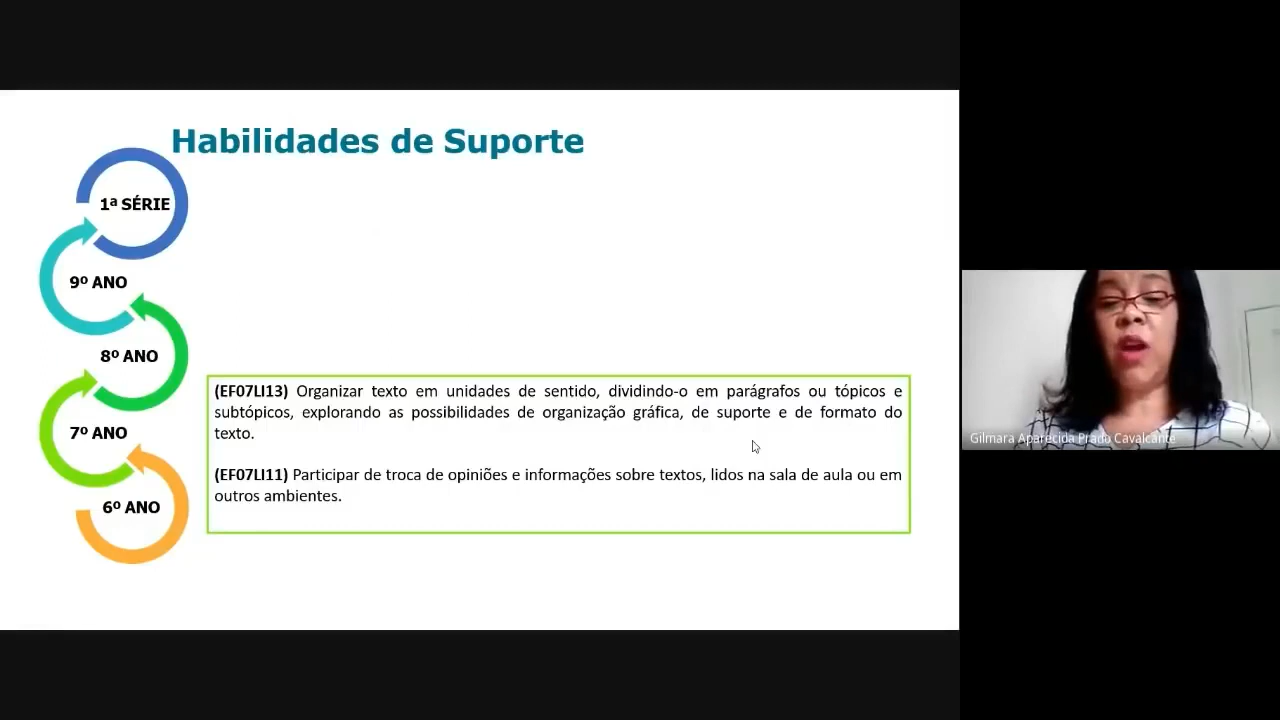 Habilidades de Suporte
1ª SÉRIE
9º ANO
8º ANO
7º ANO
6º ANO
(EF07LI13) Organizar texto em unidades de sentido, dividindo-o em parágrafos ou tópicos e
subtópicos, explorando as possibilidades de organização gráfica, de suporte e de formato do
texto.
(EF07LI11) Participar de troca de opiniões e informações sobre textos, lidos na sala de aula ou em
outros ambientes.
Gilmara Aparecida Prado Cavalcante